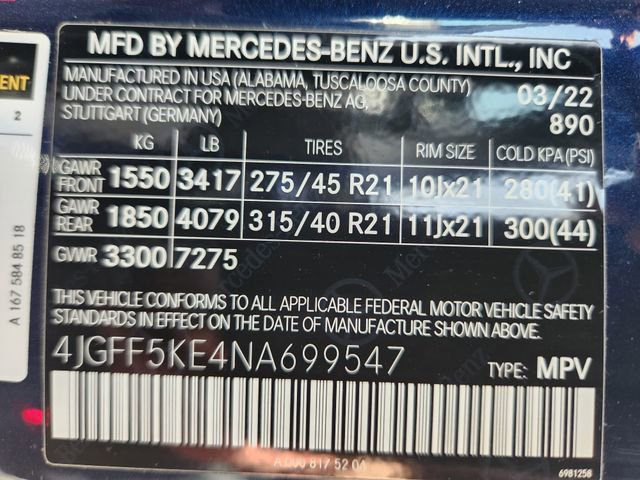 MFD BY MERCEDES-BENZ U.S. INTL., INC
MANUFACTURED IN USA (ALABAMA, TUSCALOOSA COUNTY)
UNDER CONTRACT FOR MERCEDES-BENZ AG,
STUTTGART (GERMANY)
03/22
890
KG LB TIRES RIM SIZE COLD KPA(PSI)
GAWR FRONT 1550 3417 275/45 R21 10Jx21 280(41)
GAWR REAR 1850 4079 315/40 R21 11Jx21 300(44)
GVWR 3300 7275
THIS VEHICLE CONFORMS TO ALL APPLICABLE FEDERAL MOTOR VEHICLE SAFETY
STANDARDS IN EFFECT ON THE DATE OF MANUFACTURE SHOWN ABOVE.
4JGFF5KE4NA699547 TYPE: MPV
A 000 817 52 04
6981258
2
A 167 584 85 18